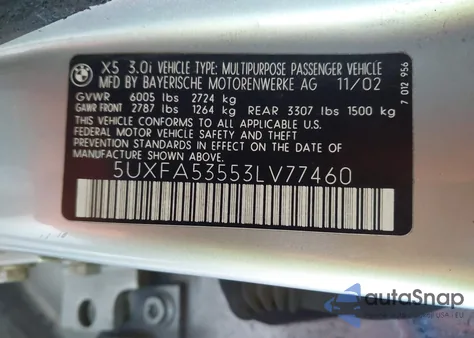 X5 3.0i VEHICLE TYPE: MULTIPURPOSE PASSENGER VEHICLE
MFD BY BAYERISCHE MOTORENWERKE AG 11/02
GVWR 6005 lbs 2724 kg
GAWR FRONT 2787 lbs 1264 kg REAR 3307 lbs 1500 kg
THIS VEHICLE CONFORMS TO ALL APPLICABLE U.S.
FEDERAL MOTOR VEHICLE SAFETY AND THEFT
PREVENTION STANDARDS IN EFFECT ON THE DATE
OF MANUFACTURE SHOWN ABOVE.
5UXFA53553LV77460
7 012 956
autoSnap